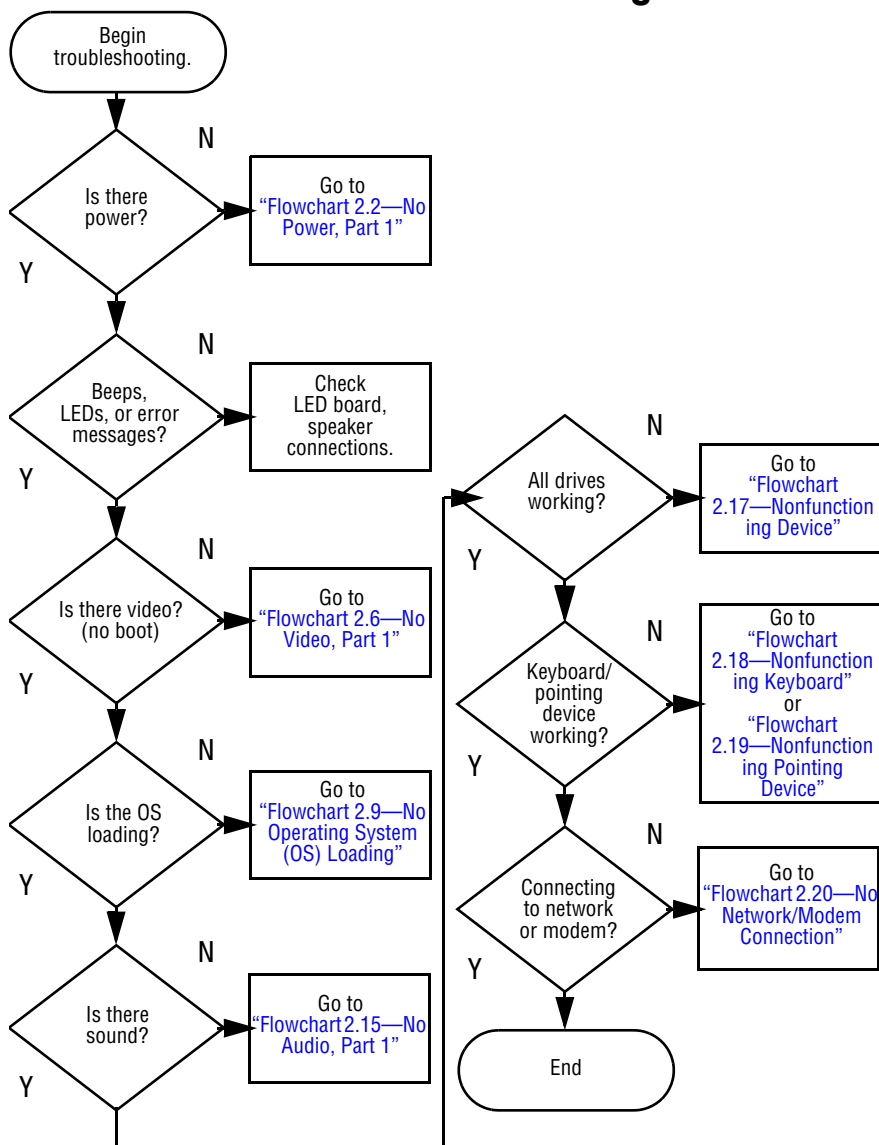 Begin
troubleshooting.
N
Is there
power?
Go to
“Flowchart 2.2—No
Power, Part 1”
Y
N
Beeps,
LEDs, or error
messages?
Check
LED board,
speaker
connections.
Y
N
Is there video?
(no boot)
Go to
“Flowchart 2.6—No
Video, Part 1”
Y
N
Is the OS
loading?
Go to
“Flowchart 2.9—No
Operating System
(OS) Loading”
Y
N
Is there
sound?
Go to
“Flowchart 2.15—No
Audio, Part 1”
Y
N
All drives
working?
Go to
“Flowchart
2.17—Nonfunction
ing Device”
Y
N
Keyboard/
pointing
device
working?
Go to
“Flowchart
2.18—Nonfunction
ing Keyboard”
or
“Flowchart
2.19—Nonfunction
ing Pointing
Device”
Y
N
Connecting
to network
or modem?
Go to
“Flowchart 2.20—No
Network/Modem
Connection”
Y
End